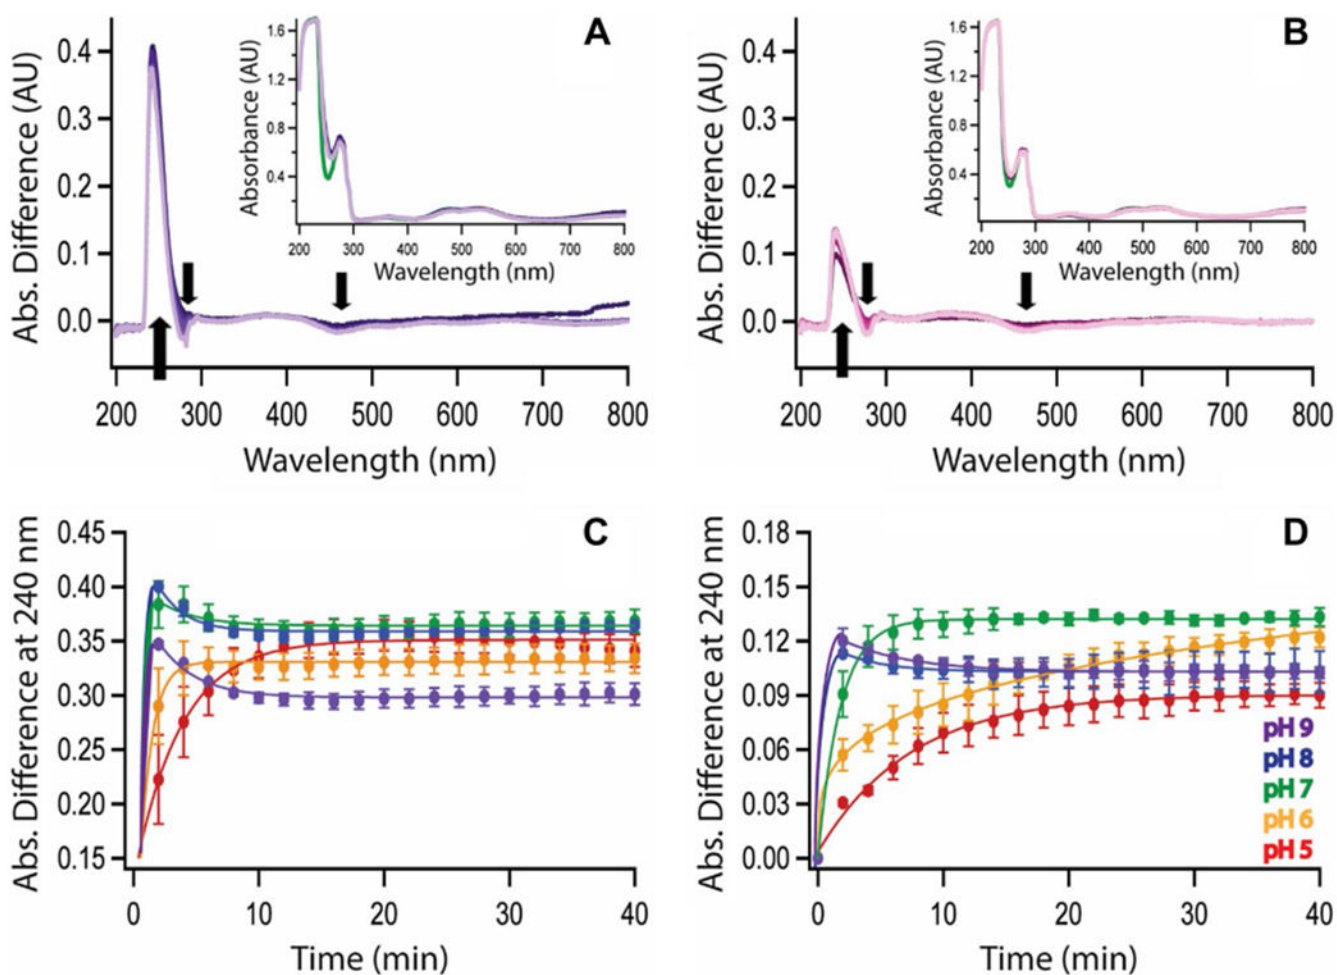 A
Abs. Difference (AU)
0.4
0.3
0.2
0.1
0.0
200 300 400 500 600 700 800
Wavelength (nm)
Absorbance (AU)
1.6
1.2
0.8
0.4
200 300 400 500 600 700 800
Wavelength (nm)
B
Abs. Difference (AU)
0.4
0.3
0.2
0.1
0.0
200 300 400 500 600 700 800
Wavelength (nm)
Absorbance (AU)
1.6
1.2
0.8
0.4
200 300 400 500 600 700 800
Wavelength (nm)
C
Abs. Difference at 240 nm
0.45
0.40
0.35
0.30
0.25
0.20
0.15
0 10 20 30 40
Time (min)
D
Abs. Difference at 240 nm
0.18
0.15
0.12
0.09
0.06
0.03
0.00
0 10 20 30 40
Time (min)
pH 9
pH 8
pH 7
pH 6
pH 5